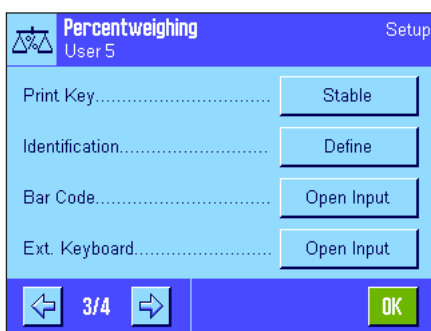 Percentweighing
Setup
User 5
Print Key.............................. Stable
Identification......................... Define
Bar Code.............................. Open Input
Ext. Keyboard....................... Open Input
3/4
OK